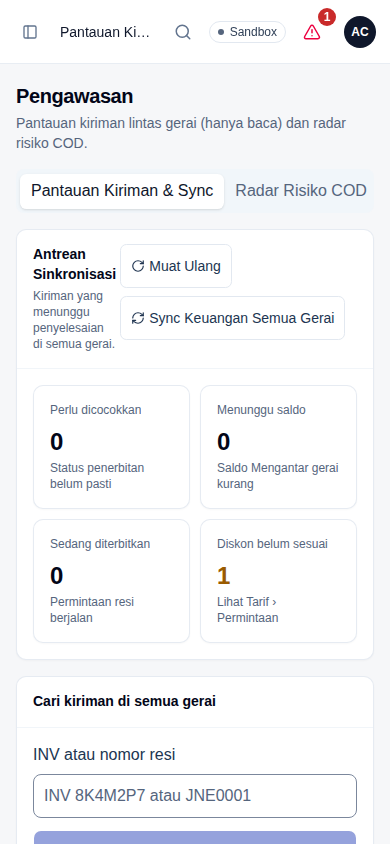 Pantauan Ki…
Sandbox
1
AC
Pengawasan
Pantauan kiriman lintas gerai (hanya baca) dan radar
risiko COD.
Pantauan Kiriman & Sync
Radar Risiko COD
Antrean
Sinkronisasi
Kiriman yang
menunggu
penyelesaian
di semua gerai.
Muat Ulang
Sync Keuangan Semua Gerai
Perlu dicocokkan
0
Status penerbitan
belum pasti
Menunggu saldo
0
Saldo Mengantar gerai
kurang
Sedang diterbitkan
0
Permintaan resi
berjalan
Diskon belum sesuai
1
Lihat Tarif ›
Permintaan
Cari kiriman di semua gerai
INV atau nomor resi
INV 8K4M2P7 atau JNE0001